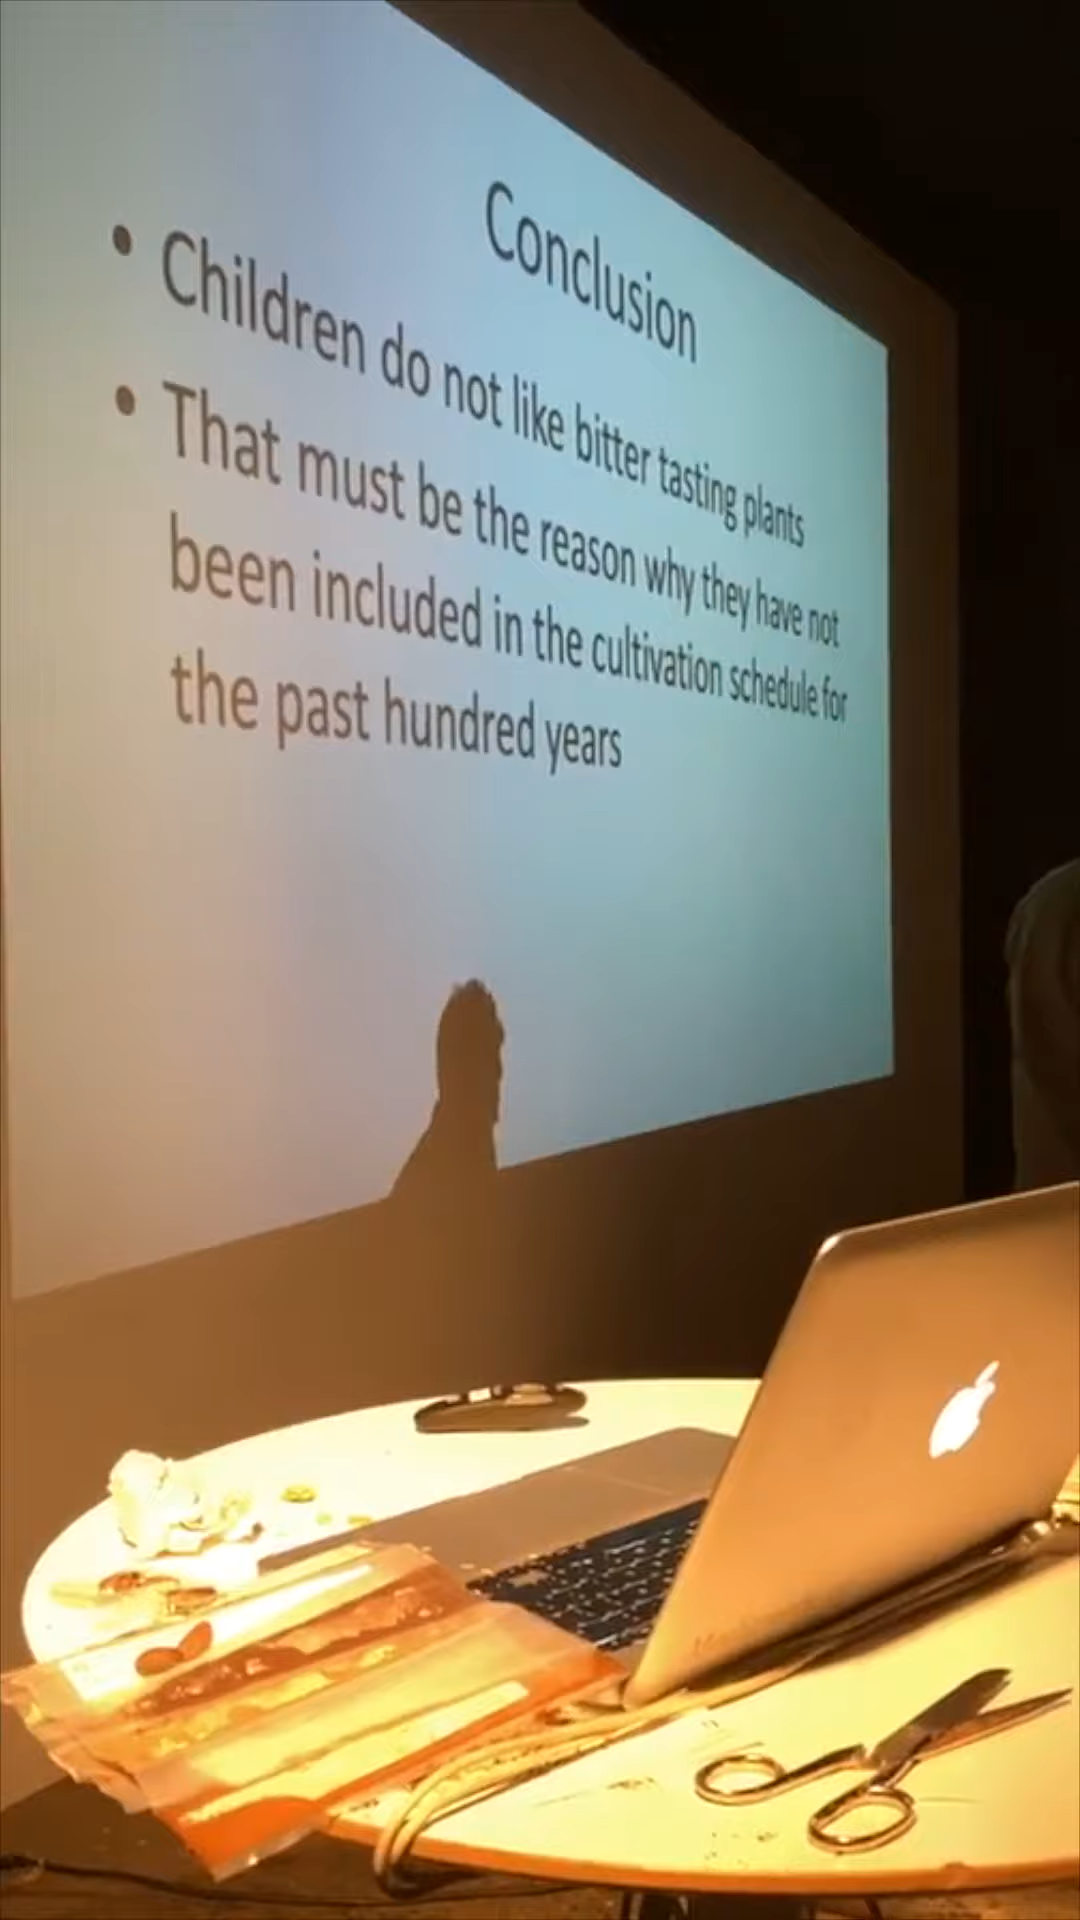 Conclusion
• Children do not like bitter tasting plants
• That must be the reason why they have not
been included in the cultivation schedule for
the past hundred years